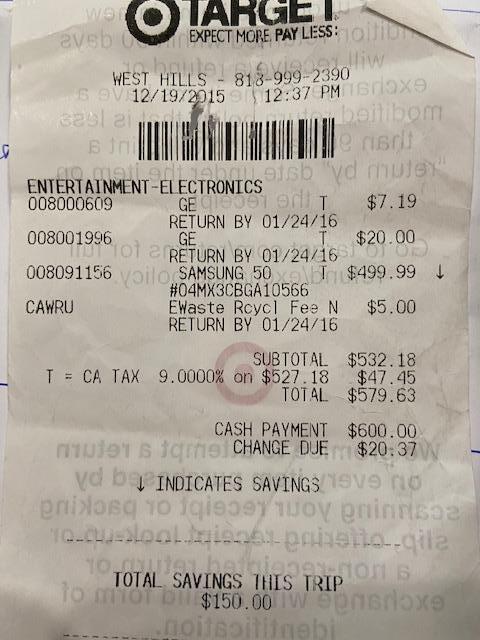 TARGET
EXPECT MORE. PAY LESS.
WEST HILLS - 818-999-2390
12/19/2015 12:37 PM
ENTERTAINMENT-ELECTRONICS
008000609 GE T $7.19
RETURN BY 01/24/16
008001996 GE T $20.00
RETURN BY 01/24/16
008091156 SAMSUNG 50 T $499.99 ↓
#04MX3CBGA10566
CAWRU EWaste Rcycl Fee N $5.00
RETURN BY 01/24/16
SUBTOTAL $532.18
T = CA TAX 9.0000% on $527.18 $47.45
TOTAL $579.63
CASH PAYMENT $600.00
CHANGE DUE $20.37
↓ INDICATES SAVINGS
TOTAL SAVINGS THIS TRIP
$150.00